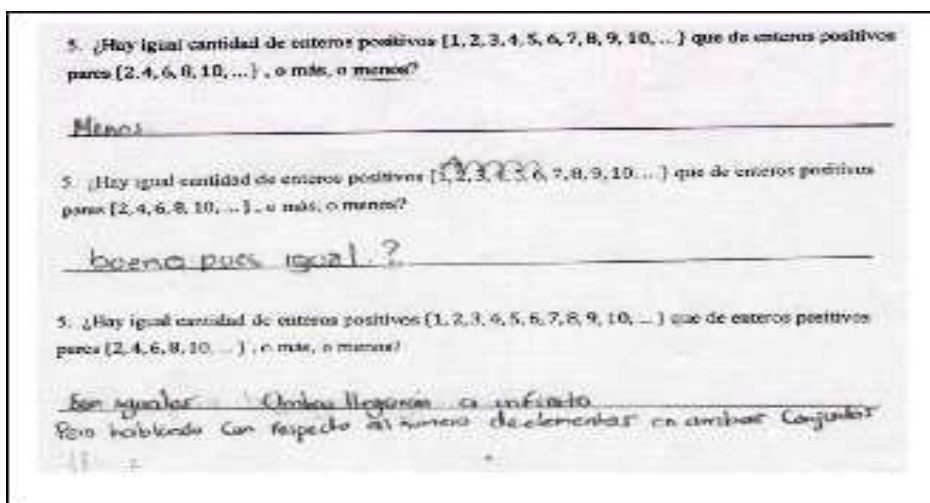 5. ¿Hay igual cantidad de enteros positivos {1, 2, 3, 4, 5, 6, 7, 8, 9, 10, ... } que de enteros positivos
pares {2, 4, 6, 8, 10, ...} , o más, o menos?
Menos
5. ¿Hay igual cantidad de enteros positivos {1, 2, 3, 4, 5, 6, 7, 8, 9, 10, ... } que de enteros positivos
pares {2, 4, 6, 8, 10, ...} , o más, o menos?
bueno pues igual ?
5. ¿Hay igual cantidad de enteros positivos {1, 2, 3, 4, 5, 6, 7, 8, 9, 10, ... } que de enteros positivos
pares {2, 4, 6, 8, 10, ... } , o más, o menos?
Son iguales Ambos a infinito
Pero hablando con respecto al numero de elementos en ambos conjuntos